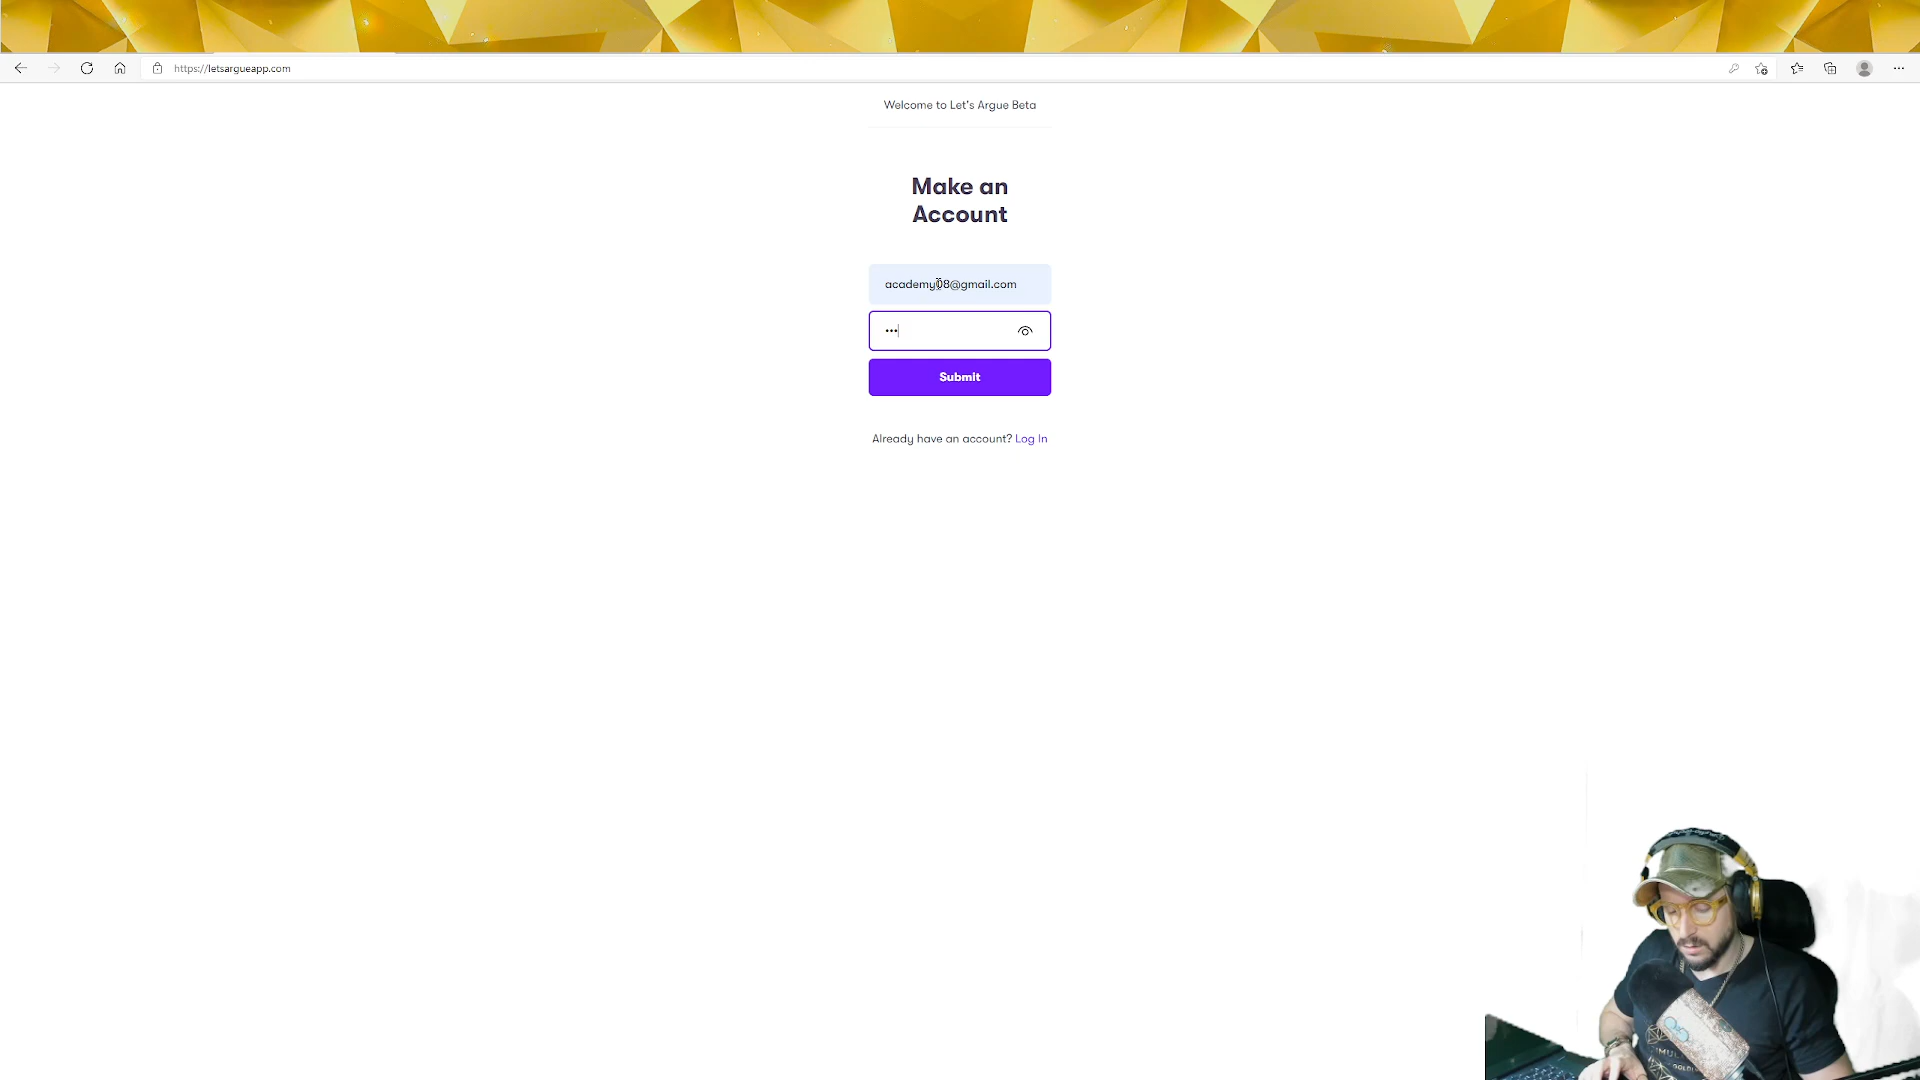 https://letsargueapp.com
Welcome to Let's Argue Beta
Make an
Account
academy08@gmail.com
•••
Submit
Already have an account? Log In